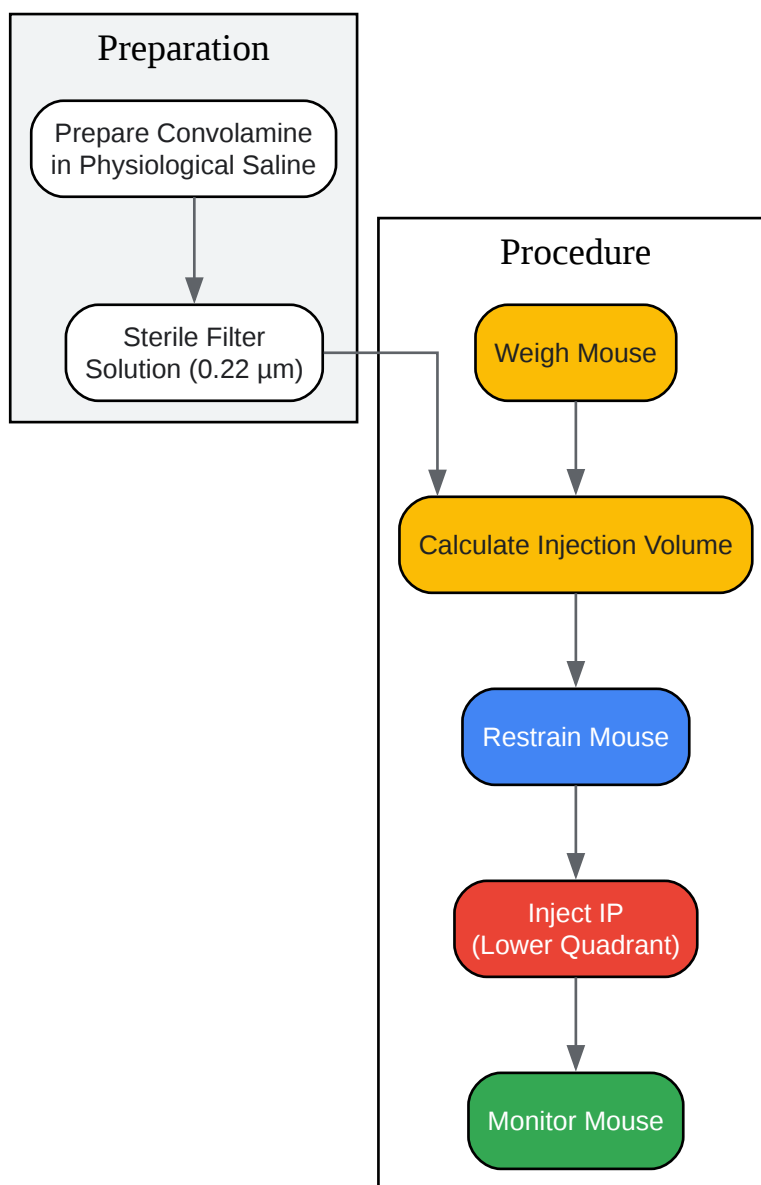 Preparation
Prepare Convolamine
in Physiological Saline
Sterile Filter
Solution (0.22 µm)
Procedure
Weigh Mouse
Calculate Injection Volume
Restrain Mouse
Inject IP
(Lower Quadrant)
Monitor Mouse